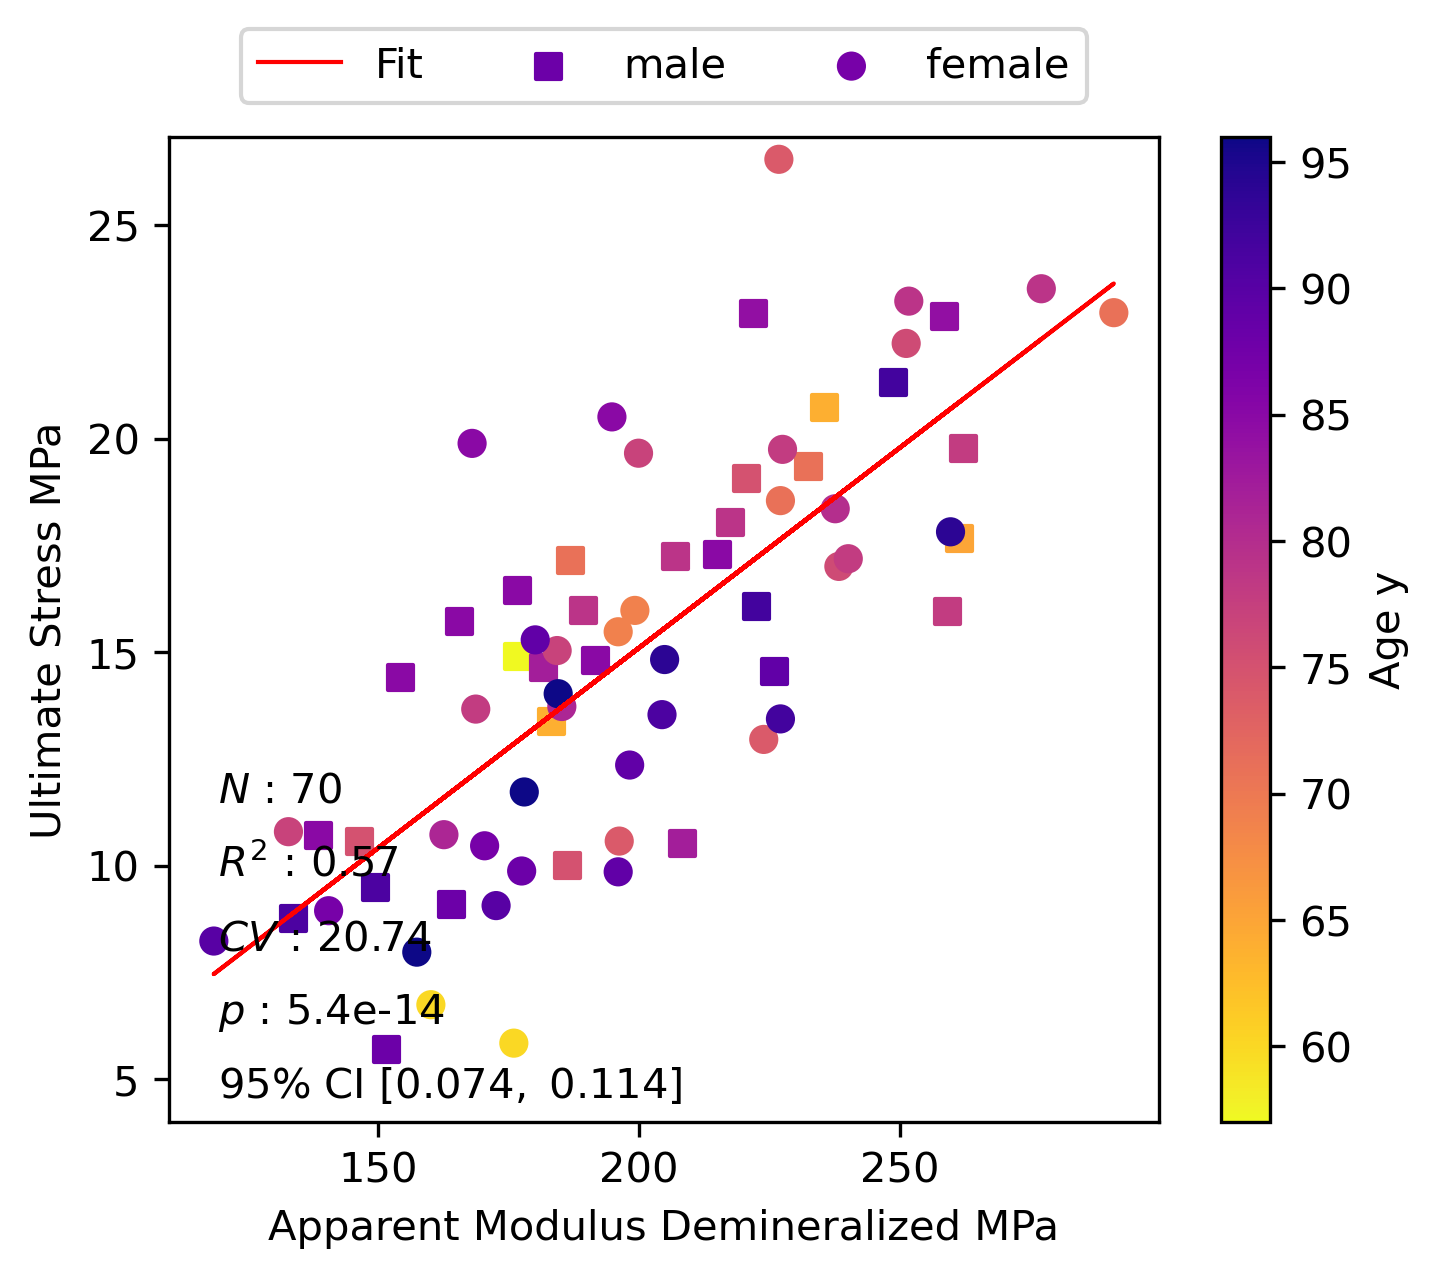 Fit male female
25
20
15
10
5
Ultimate Stress MPa
N : 70
R² : 0.57
CV : 20.74
p : 5.4e-14
95% CI [0.074, 0.114]
150 200 250
Apparent Modulus Demineralized MPa
95
90
85
80
75
70
65
60
Age y